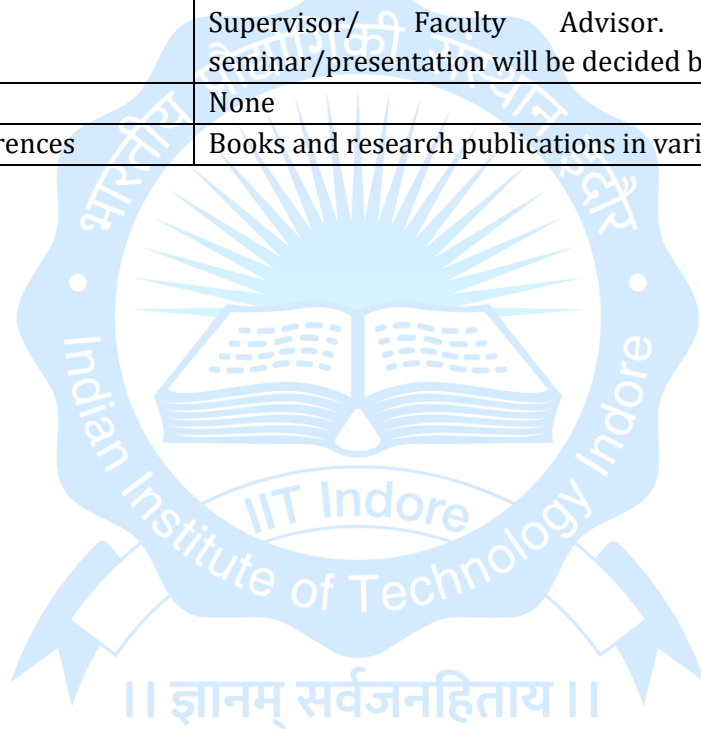 Supervisor/ Faculty Advisor.
seminar/presentation will be decided b
None
rences
Books and research publications in vari
भारतीय प्रौद्योगिकी संस्थान इंदौर
IIT Indore
Indian Institute of Technology Indore
।। ज्ञानम् सर्वजनहिताय ।।